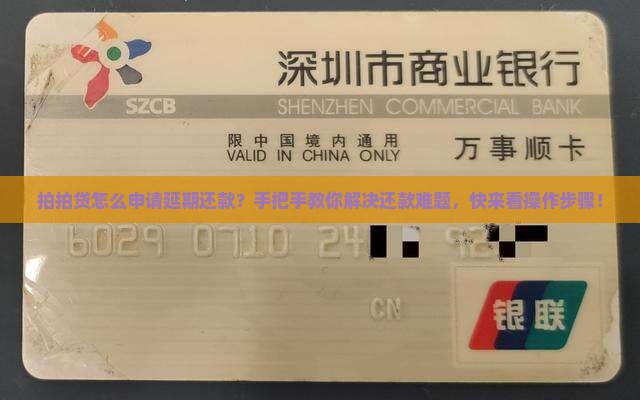 深圳市商业银行
SZCB
SHENZHEN COMMERCIAL BANK
限中国境内通用
VALID IN CHINA ONLY
万事顺卡
拍拍贷怎么申请延期还款？手把手教你解决还款难题，快来看操作步骤！
CN
银联